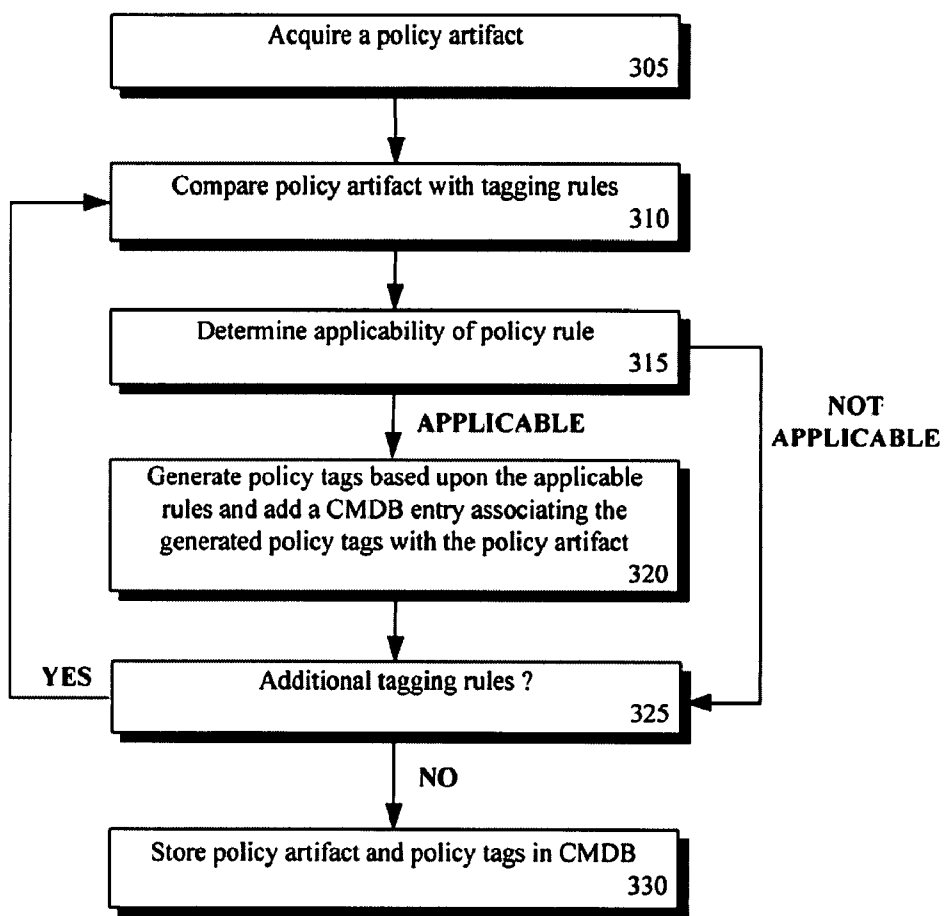 Acquire a policy artifact
305
Compare policy artifact with tagging rules
310
Determine applicability of policy rule
315
APPLICABLE
NOT
APPLICABLE
Generate policy tags based upon the applicable
rules and add a CMDB entry associating the
generated policy tags with the policy artifact
320
YES
Additional tagging rules ?
325
NO
Store policy artifact and policy tags in CMDB
330